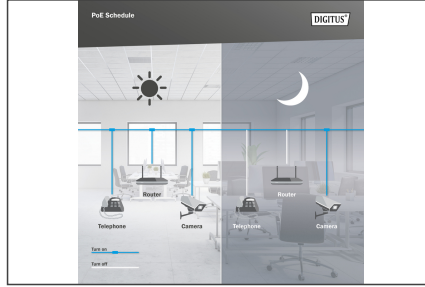 PoE Schedule
DIGITUS®
Router
Router
Telephone
Camera
Telephone
Camera
Turn on
Turn off